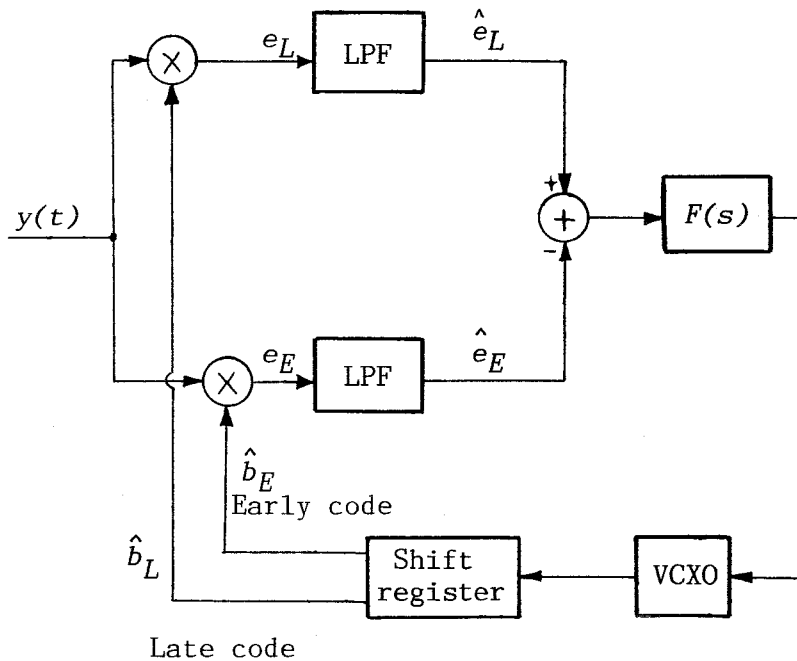 e_L
LPF
ê_L
y(t)
+
+
-
F(s)
e_E
LPF
ê_E
b̂_E
Early code
b̂_L
Shift
register
VCXO
Late code